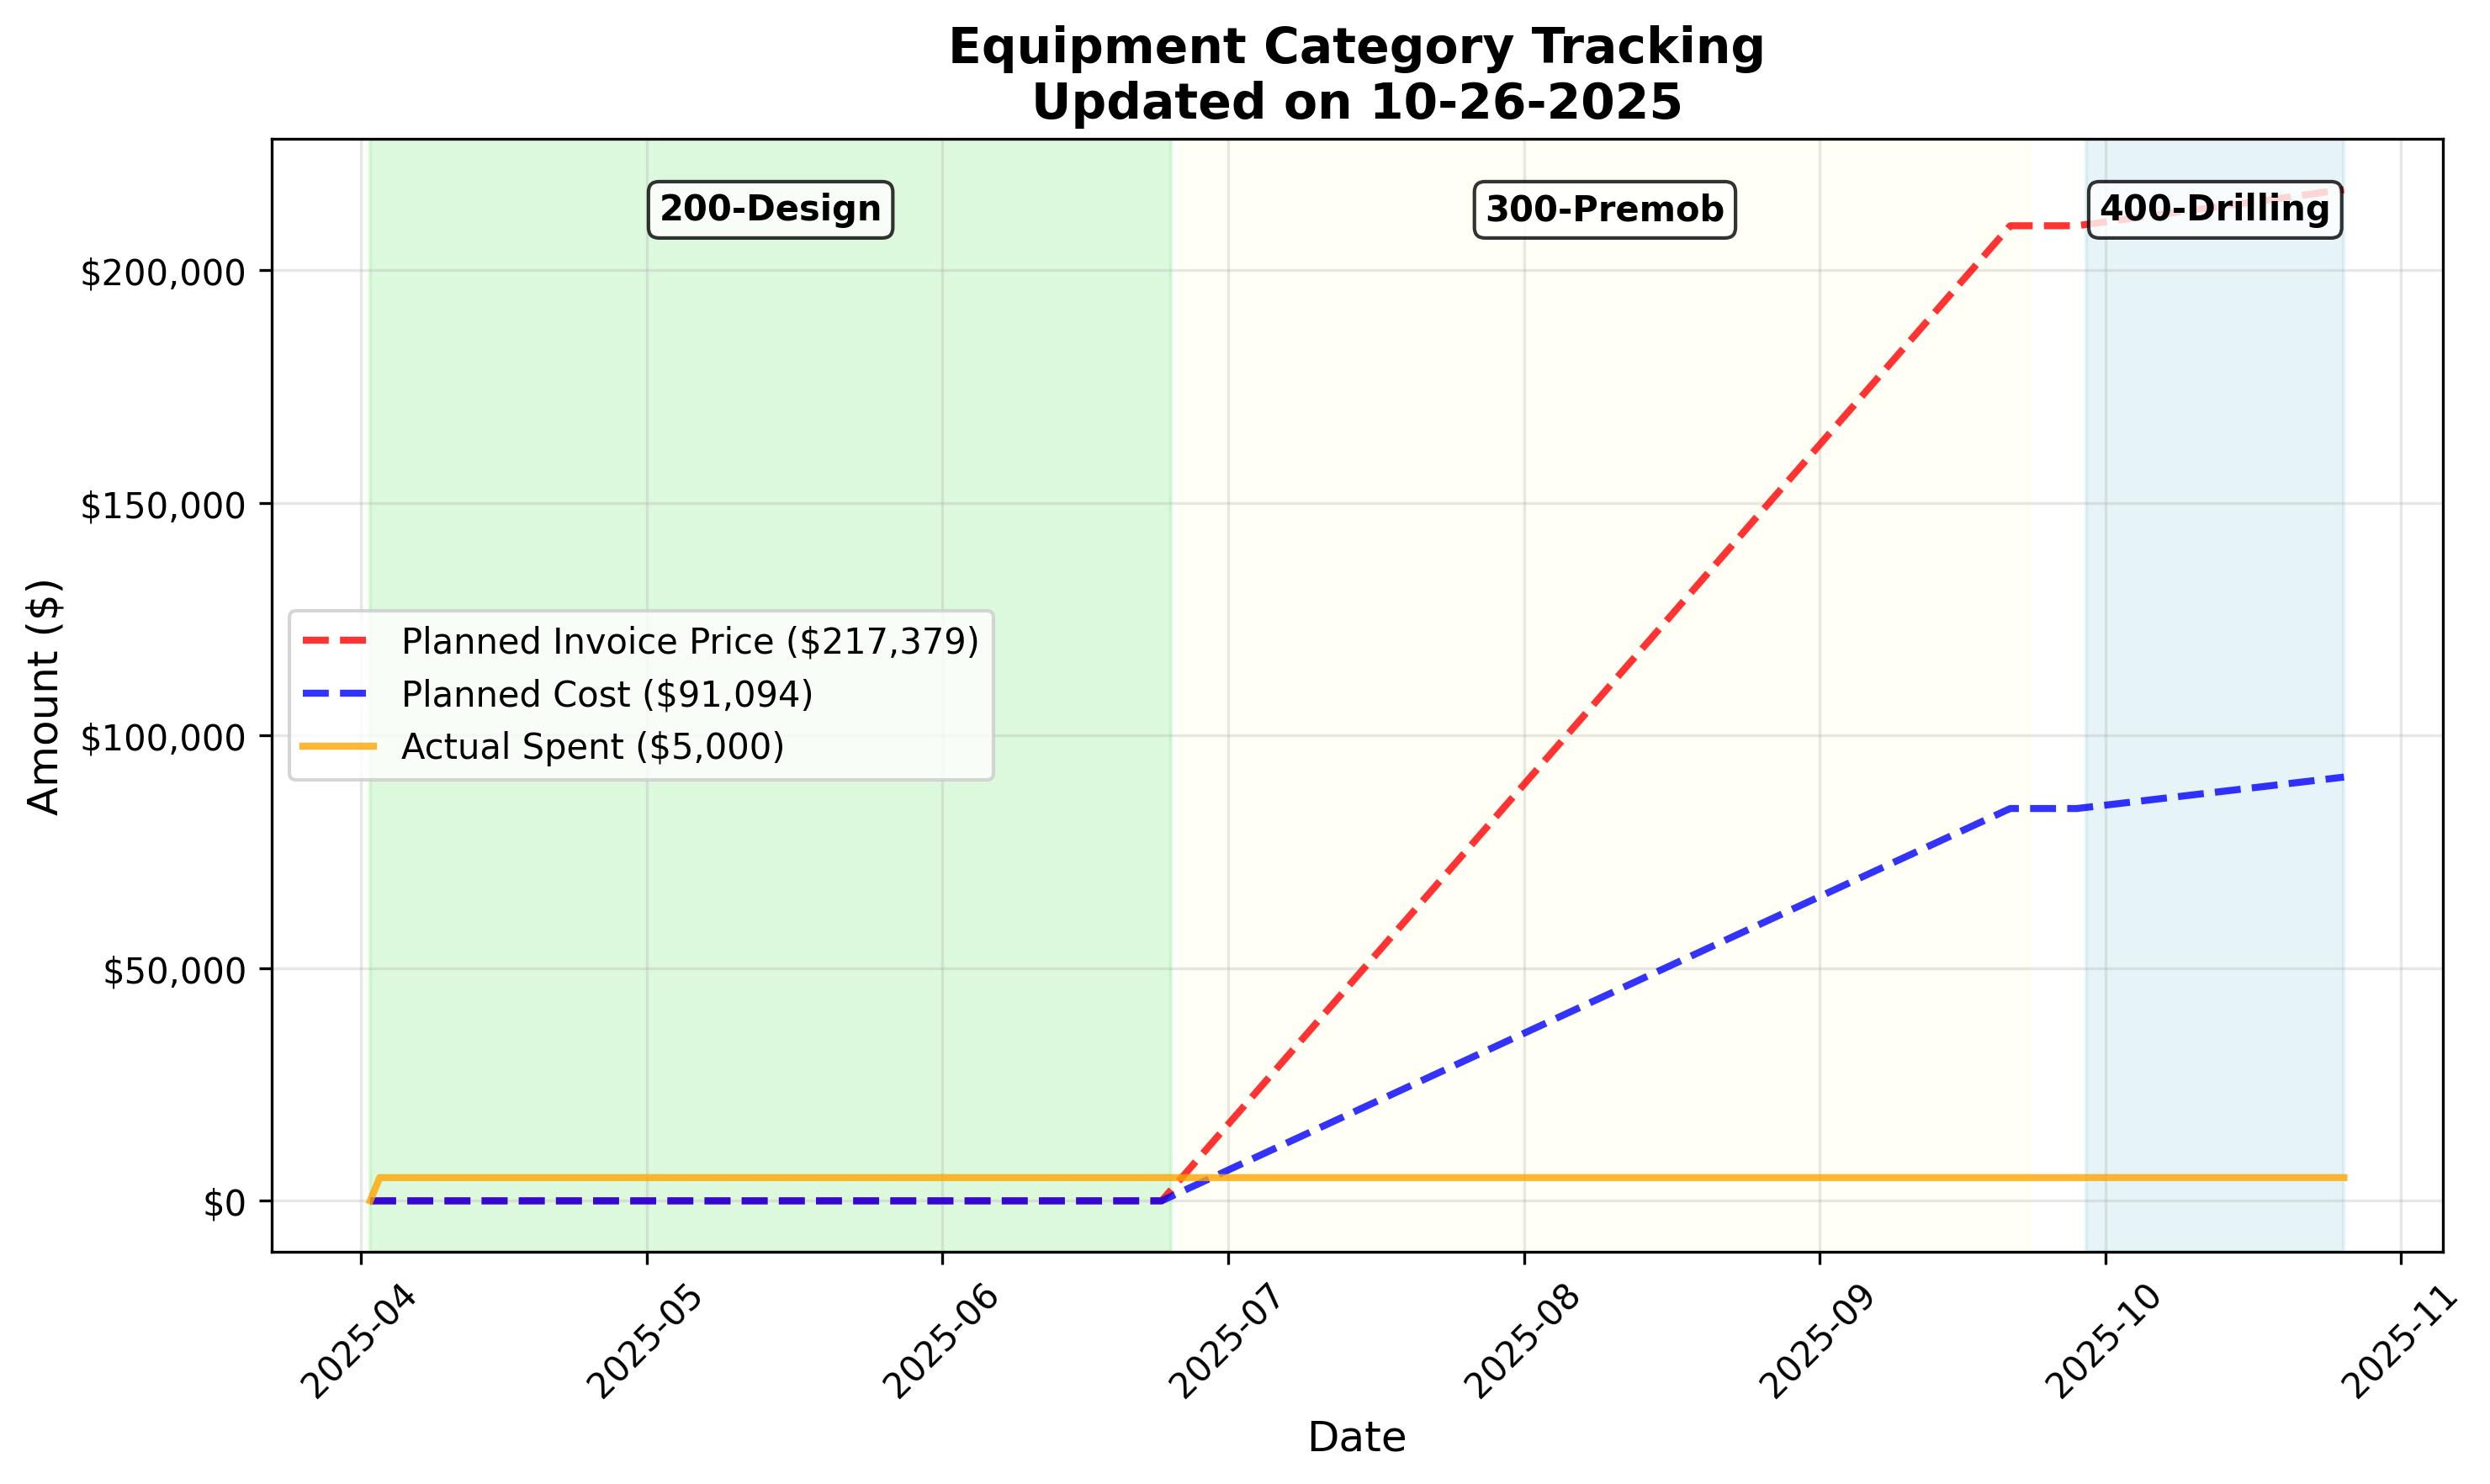 Equipment Category Tracking
Updated on 10-26-2025
200-Design
300-Premob
400-Drilling
$200,000
$150,000
$100,000
$50,000
$0
Amount ($)
Planned Invoice Price ($217,379)
Planned Cost ($91,094)
Actual Spent ($5,000)
2025-04
2025-05
2025-06
2025-07
2025-08
2025-09
2025-10
2025-11
Date